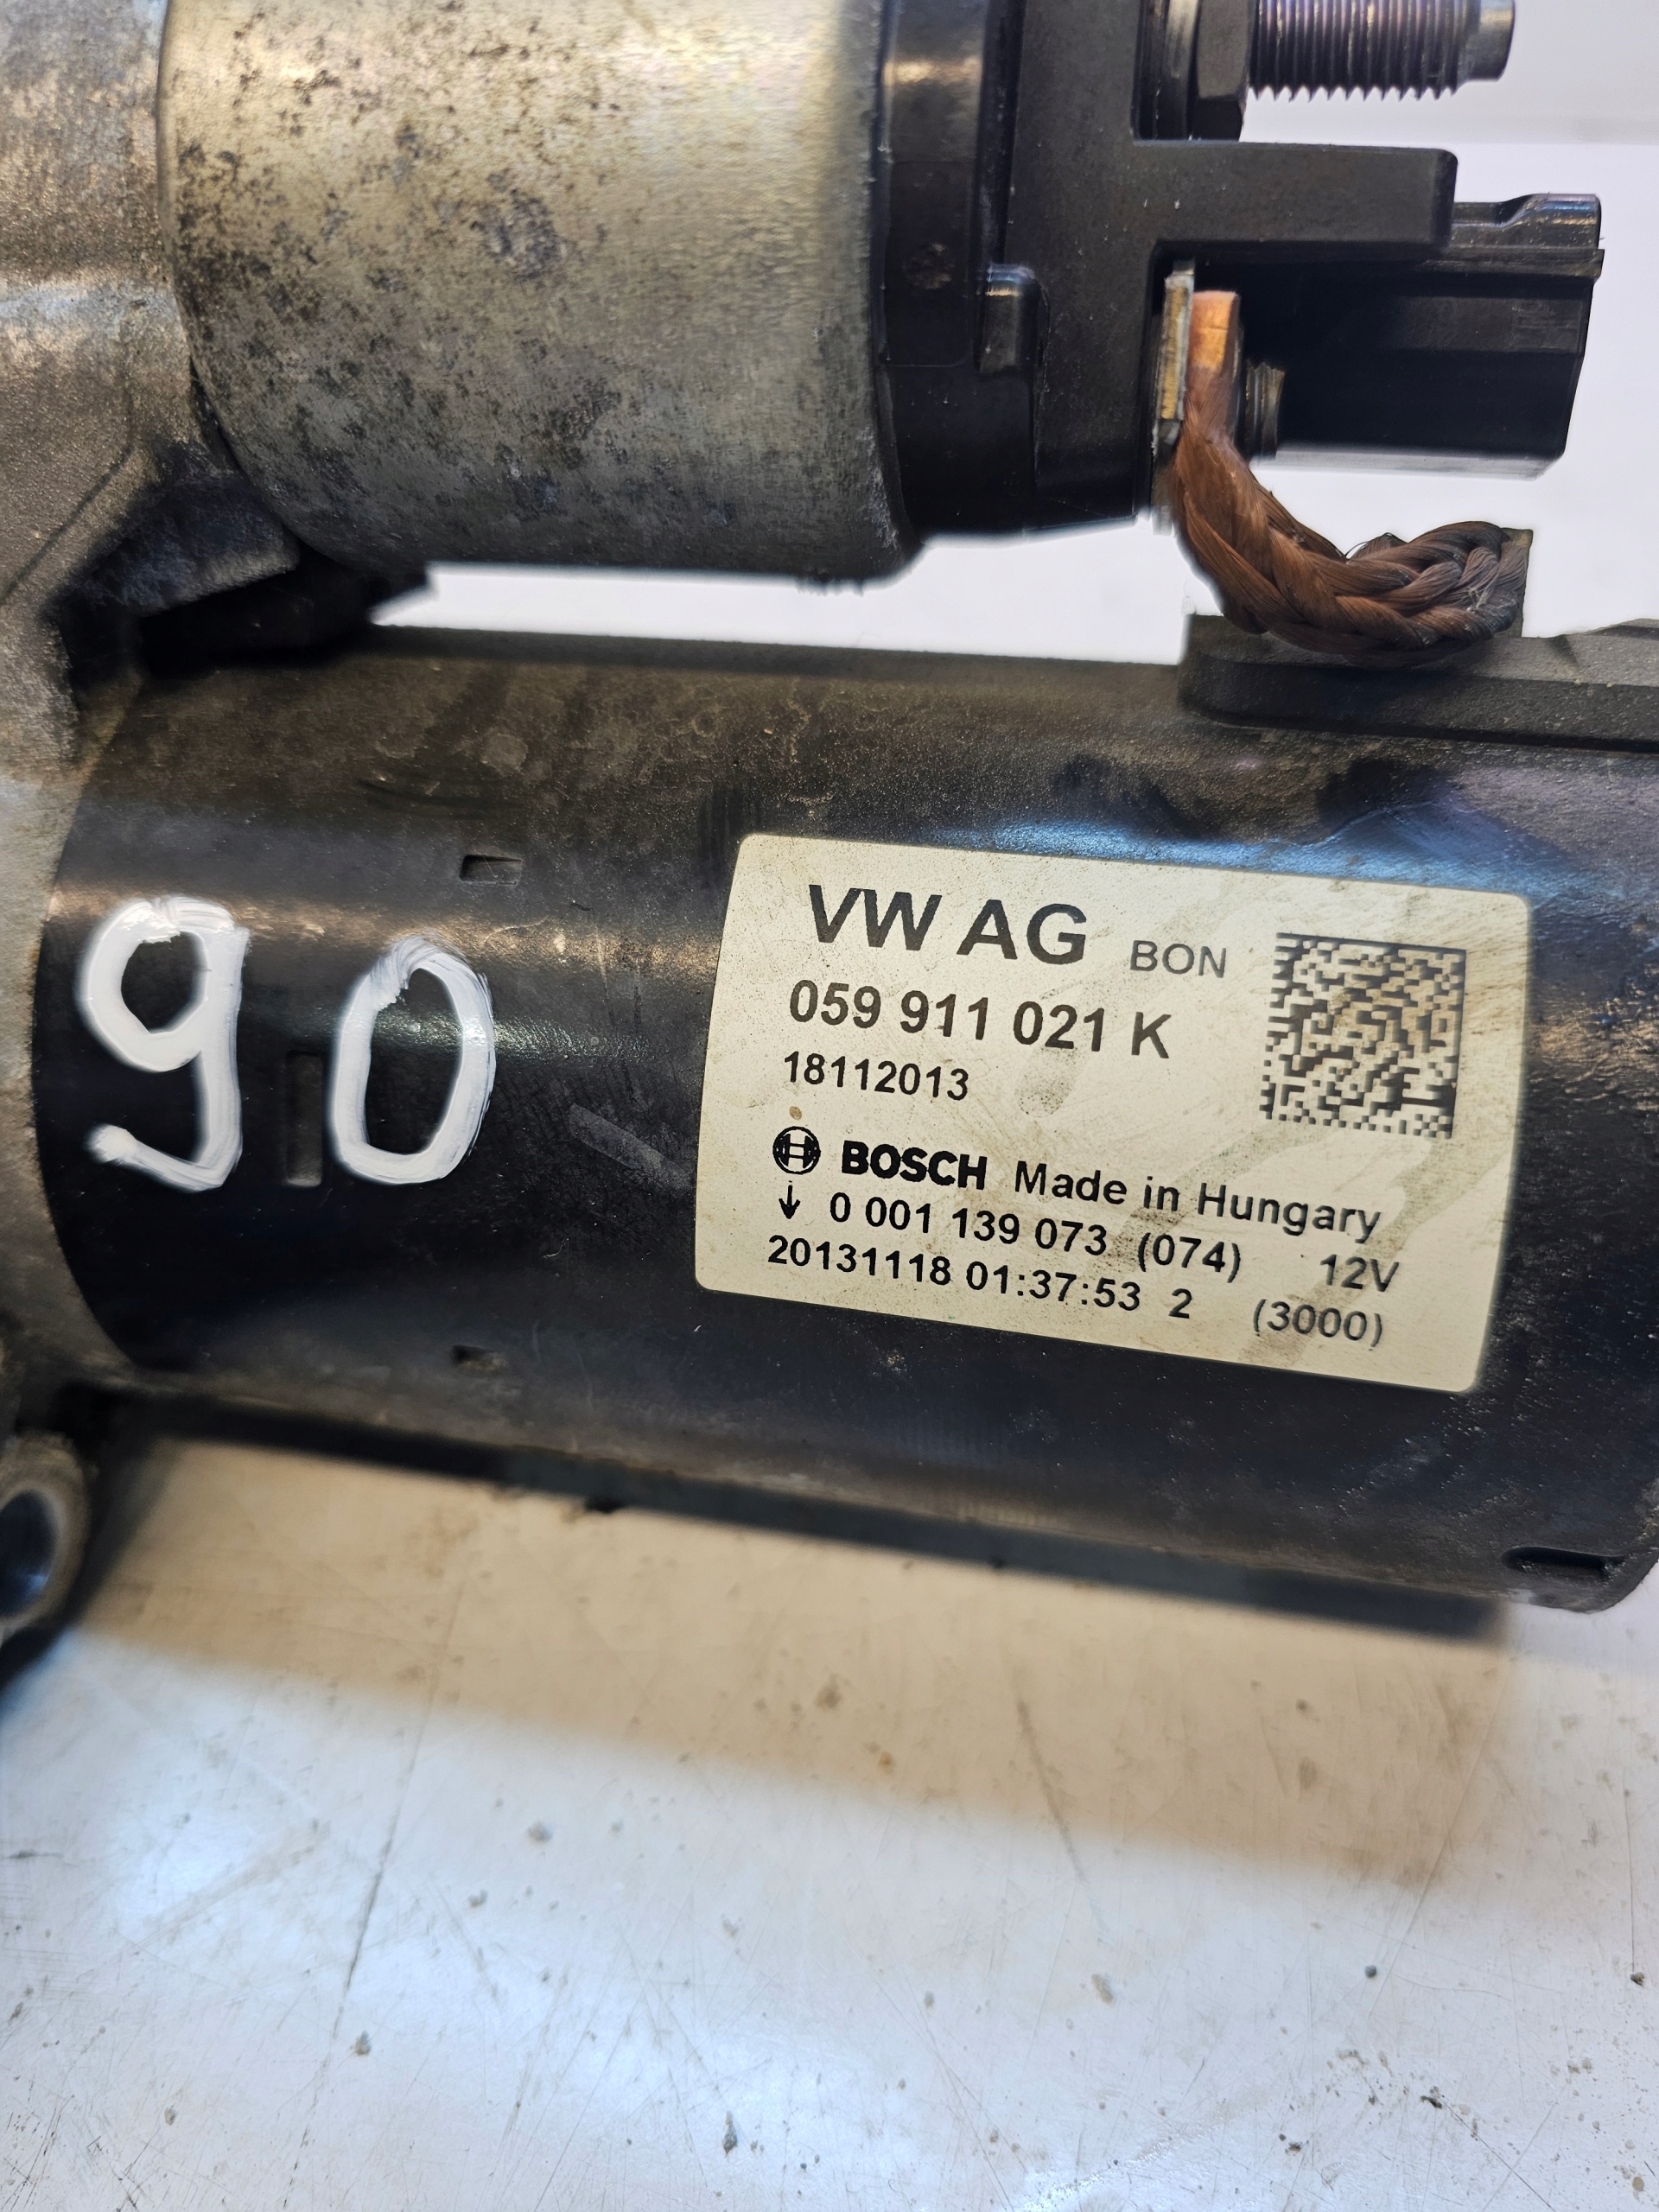 90
VW AG BON
059 911 021 K
18112013
BOSCH Made in Hungary
↓ 0 001 139 073 (074) 12V
20131118 01:37:53 2 (3000)